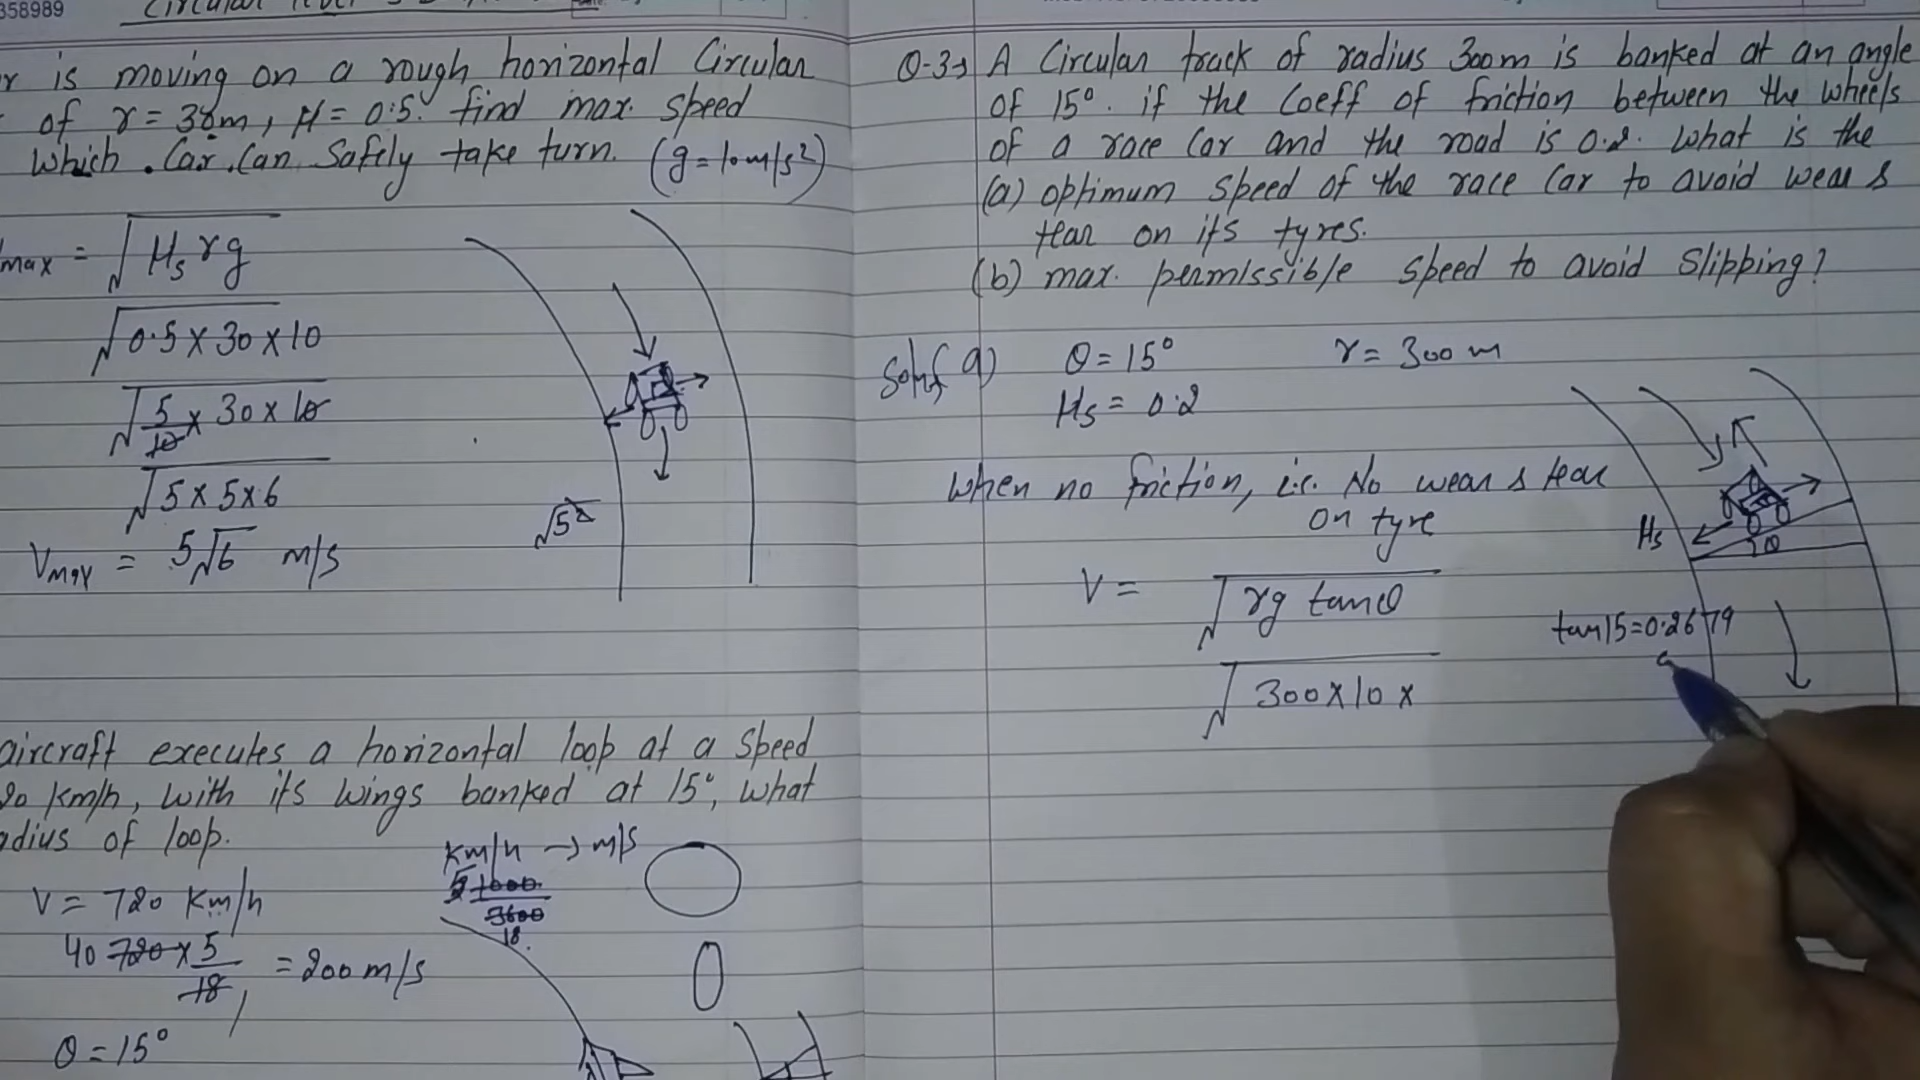 358989
r is moving on a rough horizontal Circular
of r = 30m, μ = 0.5. find max. speed
which Car Can Safely take turn. (g = 10 m/s²)
max = √μs rg
√0.5 × 30 × 10
√5/10 × 30 × 10
√5 × 5 × 6
√5²
Vmax = 5√6 m/s
aircraft executes a horizontal loop at a speed
20 km/h, with its wings banked at 15°, what
adius of loop.
Km/h → m/s
5 1000
3600
18
V = 720 Km/h
40 720 × 5/18 = 200 m/s
θ = 15°
Q-3→ A Circular track of radius 300m is banked at an angle
of 15°. if the Coeff of friction between the wheels
of a race Car and the road is 0.2. what is the
(a) optimum speed of the race Car to avoid wear &
tear on its tyres.
(b) max. permissible speed to avoid slipping?
Soln (a) θ = 15° r = 300 m
μs = 0.2
when no friction, i.e. No wear & tear
on tyre
μs
θ
V = √rg tanθ
tan15 = 0.2679
√300 × 10 ×